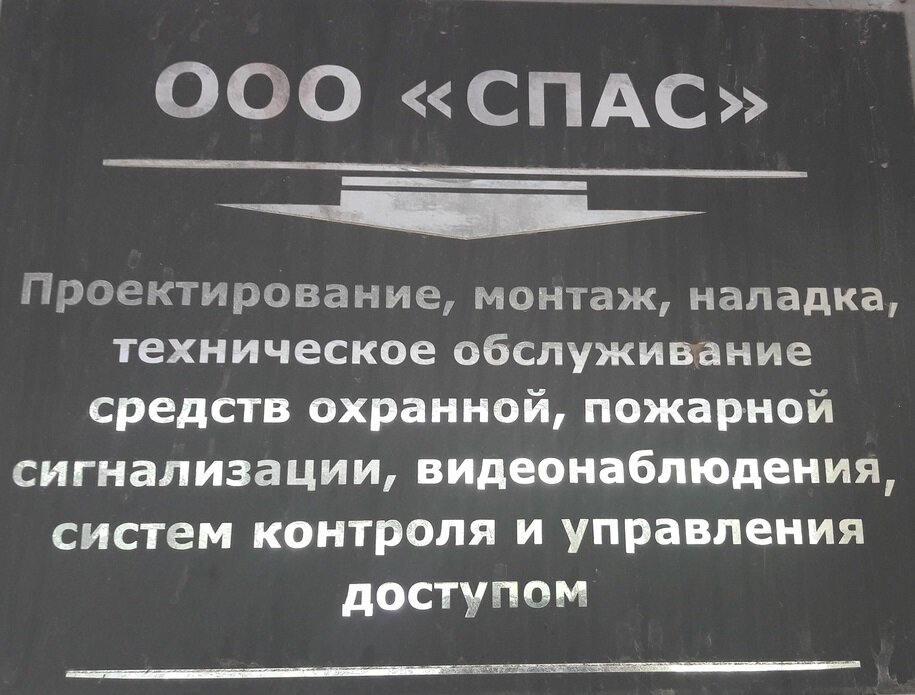 ООО «СПАС»
Проектирование, монтаж, наладка,
техническое обслуживание
средств охранной, пожарной
сигнализации, видеонаблюдения,
систем контроля и управления
доступом